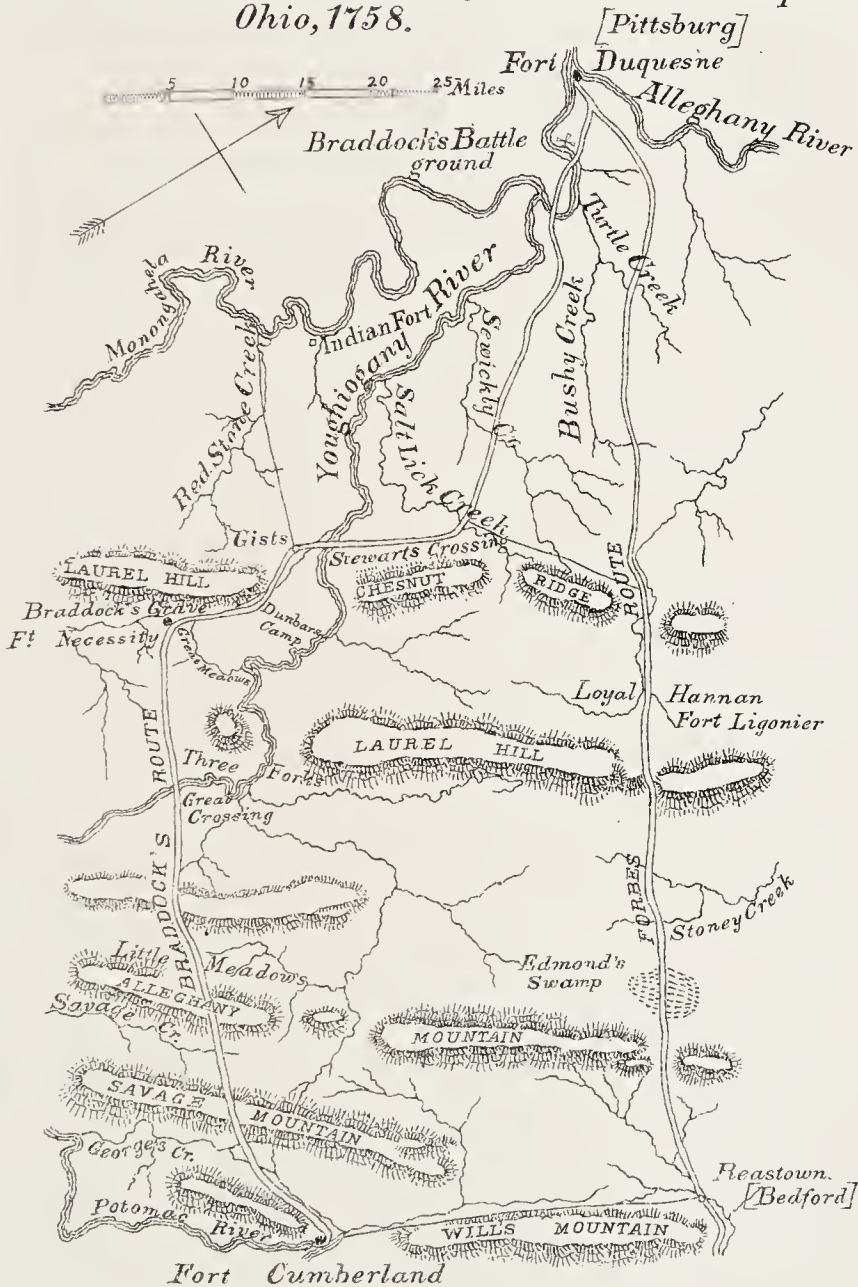 Ohio, 1758.
[Pittsburg]
Fort Duquesne
5 10 15 20 25 Miles
Alleghany River
Braddock's Battle
ground
Turtle Creek
Monongahela River
Indian Fort
Youghiogany River
Red Stone Creek
Salt Lick Creek
Sewickly Cr.
Bushy Creek
Gists
Stewarts Crossing
LAUREL HILL
CHESNUT RIDGE
Braddock's Grave
Ft. Necessity
Great Meadows
Dunbars
Camp
Loyal Hannan
Fort Ligonier
LAUREL HILL
Three Forks
Great
Crossing
BRADDOCK'S ROUTE
FORBES ROUTE
Stoney Creek
Little Meadows
Edmond's
Swamp
ALLEGHANY
MOUNTAIN
Savage Cr.
SAVAGE MOUNTAIN
George's Cr.
Reastown.
[Bedford]
Potomac River
WILLS MOUNTAIN
Fort Cumherland